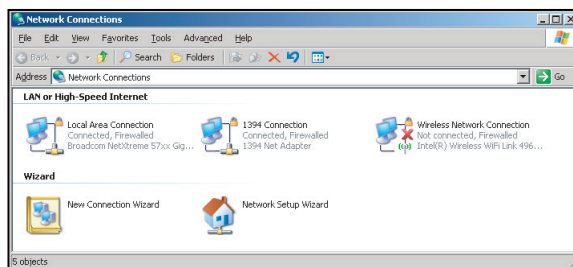 Network Connections
File Edit View Favorites Tools Advanced Help
Back Search Folders
Address Network Connections Go
LAN or High-Speed Internet
Local Area Connection
Connected, Firewalled
Broadcom NetXtreme 57xx Gig...
1394 Connection
Connected, Firewalled
1394 Net Adapter
Wireless Network Connection
Not connected, Firewalled
Intel(R) Wireless WiFi Link 496...
Wizard
New Connection Wizard
Network Setup Wizard
5 objects